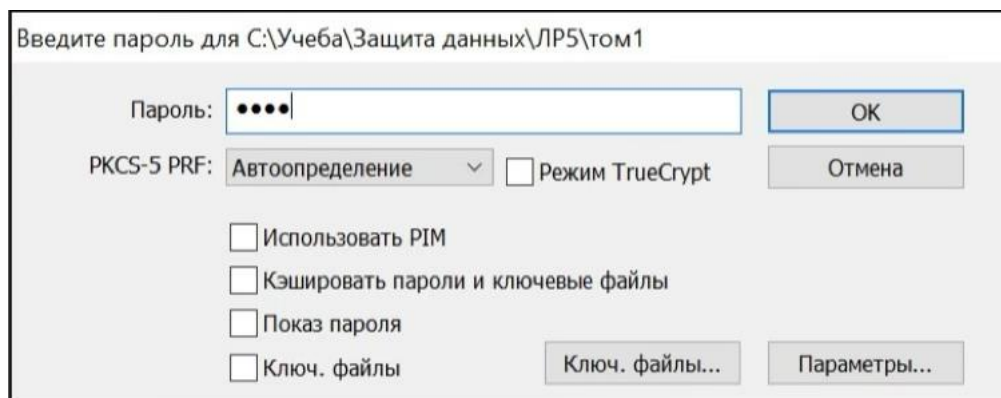 Введите пароль для C:\Учеба\Защита данных\ЛР5\том1
Пароль: ●●●● OK
PKCS-5 PRF: Автоопределение Режим TrueCrypt Отмена
Использовать PIM
Кэшировать пароли и ключевые файлы
Показ пароля
Ключ. файлы Ключ. файлы... Параметры...